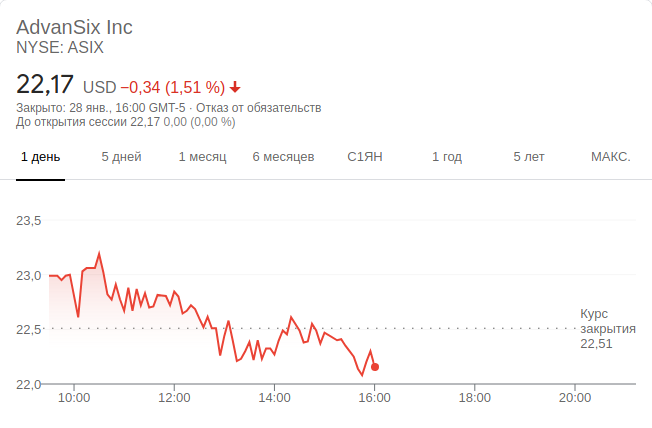 AdvanSix Inc
NYSE: ASIX
22,17 USD −0,34 (1,51 %)
Закрыто: 28 янв., 16:00 GMT-5 · Отказ от обязательств
До открытия сессии 22,17 0,00 (0,00 %)
1 день 5 дней 1 месяц 6 месяцев С1ЯН 1 год 5 лет МАКС.
23,5
23,0
22,5
22,0
Курс
закрытия
22,51
10:00 12:00 14:00 16:00 18:00 20:00